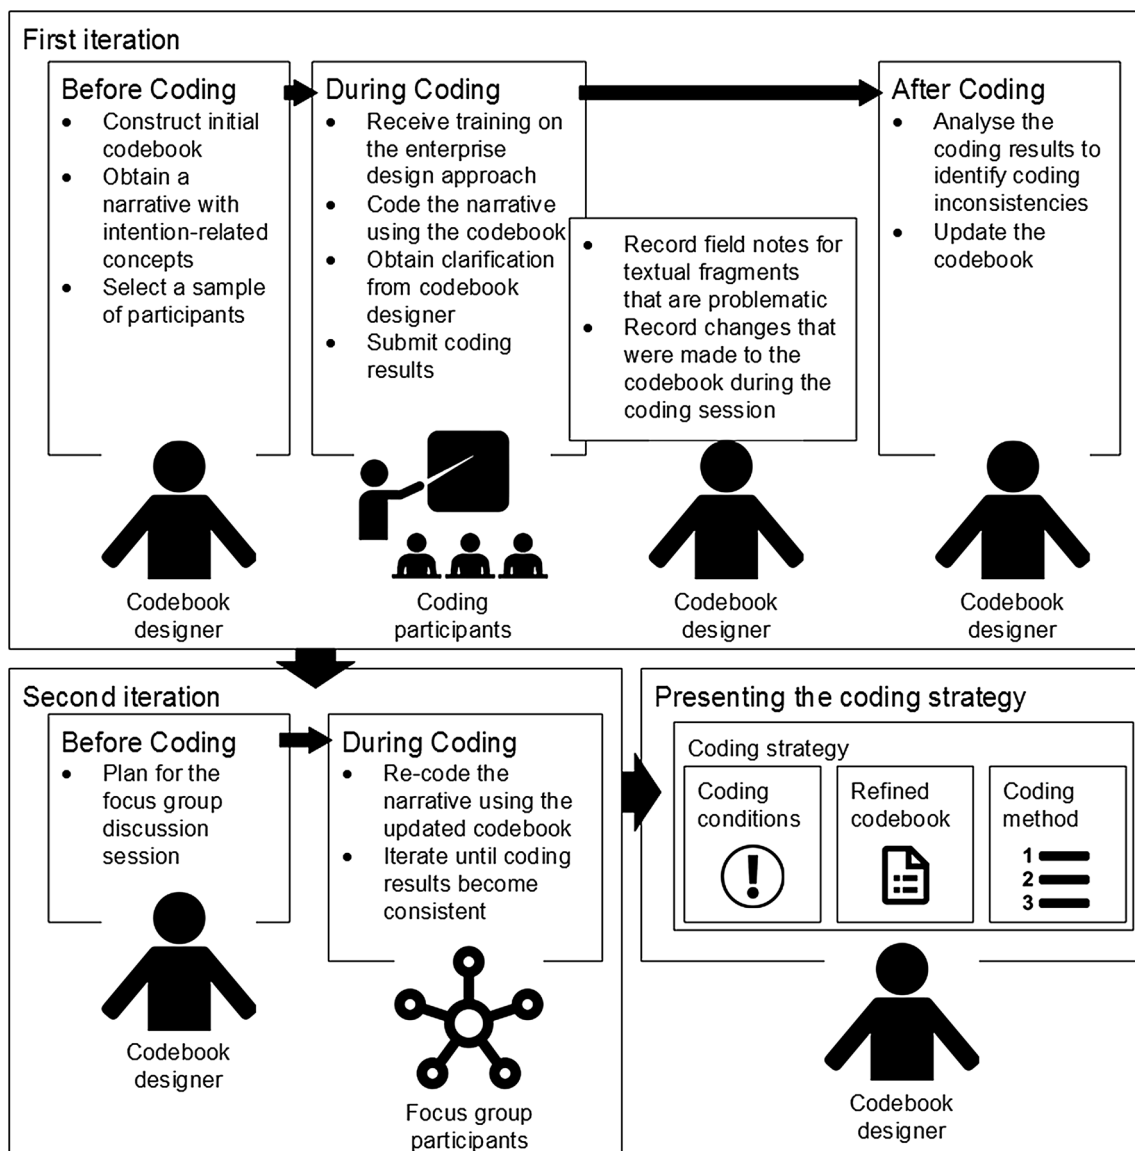 First iteration
Before Coding
• Construct initial
codebook
• Obtain a
narrative with
intention-related
concepts
• Select a sample
of participants
Codebook
designer
During Coding
• Receive training on
the enterprise
design approach
• Code the narrative
using the codebook
• Obtain clarification
from codebook
designer
• Submit coding
results
Coding
participants
• Record field notes for
textual fragments
that are problematic
• Record changes that
were made to the
codebook during the
coding session
Codebook
designer
After Coding
• Analyse the
coding results to
identify coding
inconsistencies
• Update the
codebook
Codebook
designer
Second iteration
Before Coding
• Plan for the
focus group
discussion
session
Codebook
designer
During Coding
• Re-code the
narrative using the
updated codebook
• Iterate until coding
results become
consistent
Focus group
participants
Presenting the coding strategy
Coding strategy
Coding
conditions
!
Refined
codebook
Coding
method
1
2
3
Codebook
designer